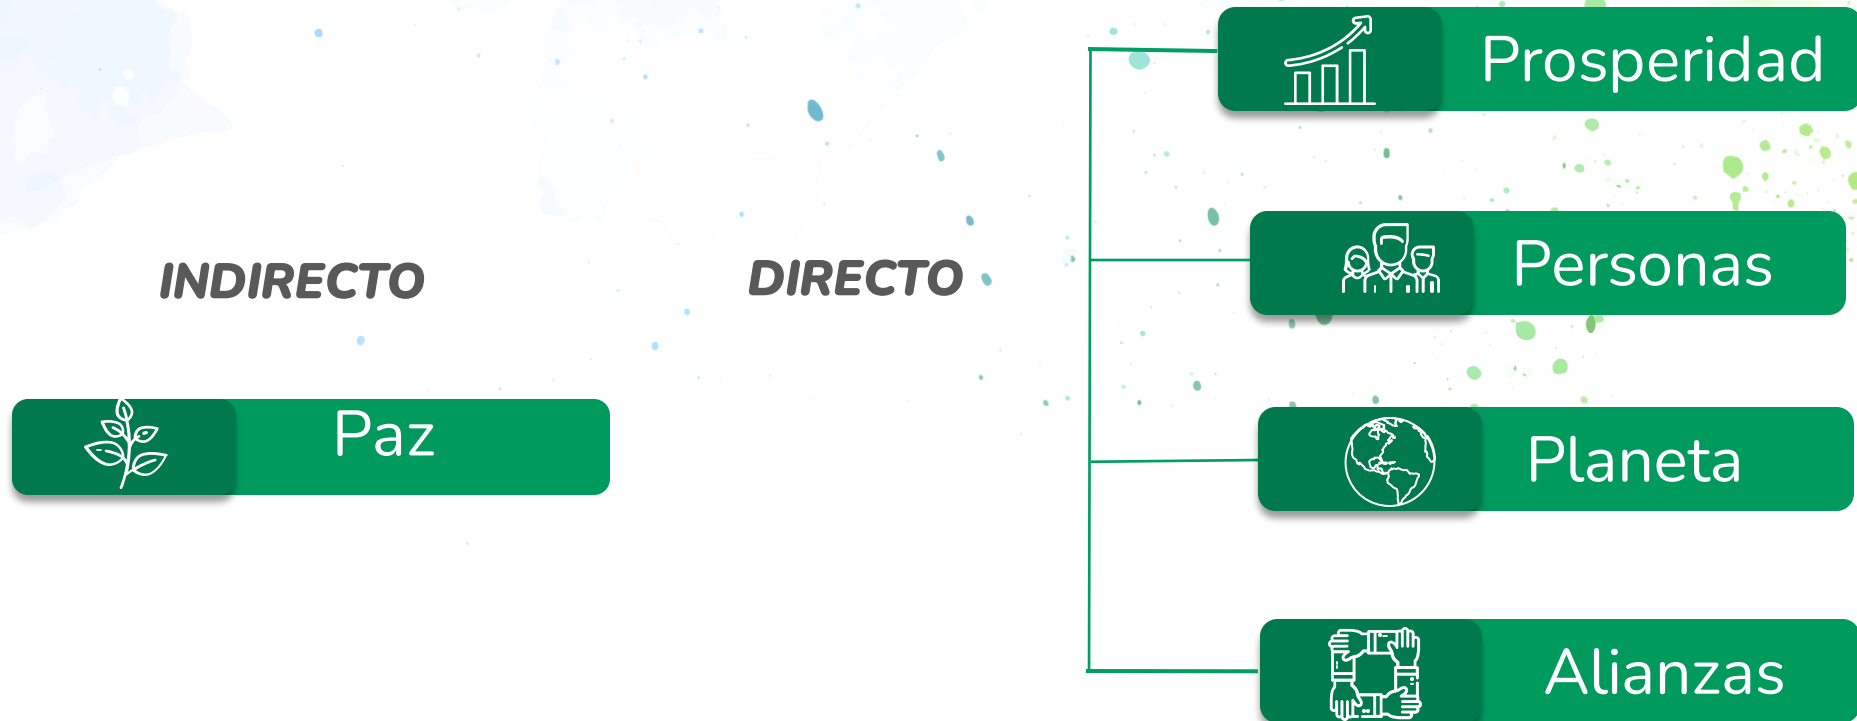 INDIRECTO
Paz
DIRECTO
Prosperidad
Personas
Planeta
Alianzas